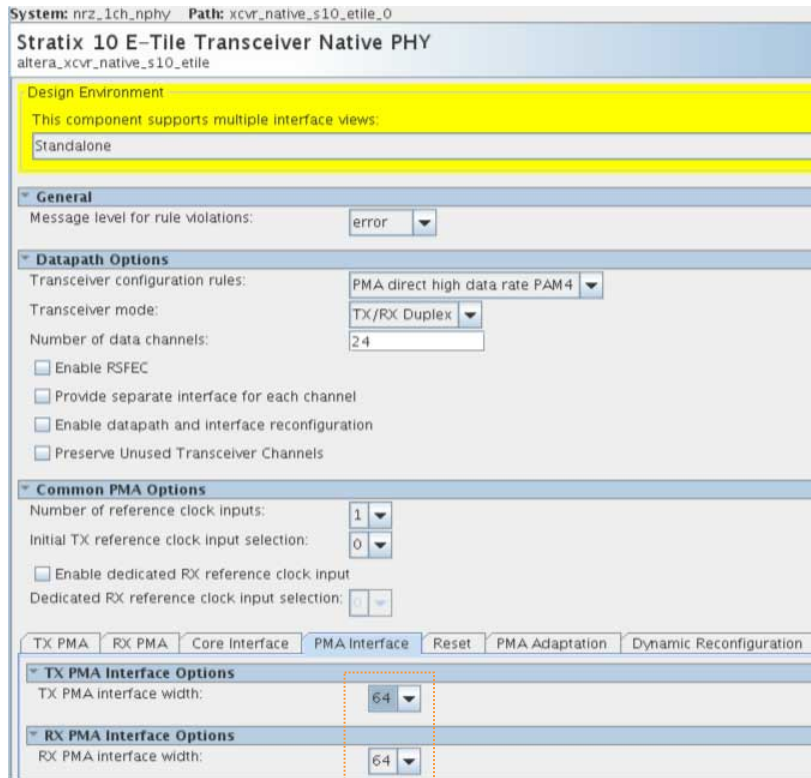 System: nrz_1ch_nphy Path: xcvr_native_s10_etile_0
Stratix 10 E-Tile Transceiver Native PHY
altera_xcvr_native_s10_etile
Design Environment
This component supports multiple interface views:
Standalone
General
Message level for rule violations: error
Datapath Options
Transceiver configuration rules: PMA direct high data rate PAM4
Transceiver mode: TX/RX Duplex
Number of data channels: 24
Enable RSFEC
Provide separate interface for each channel
Enable datapath and interface reconfiguration
Preserve Unused Transceiver Channels
Common PMA Options
Number of reference clock inputs: 1
Initial TX reference clock input selection: 0
Enable dedicated RX reference clock input
Dedicated RX reference clock input selection: 0
TX PMA RX PMA Core Interface PMA Interface Reset PMA Adaptation Dynamic Reconfiguration
TX PMA Interface Options
TX PMA interface width: 64
RX PMA Interface Options
RX PMA interface width: 64